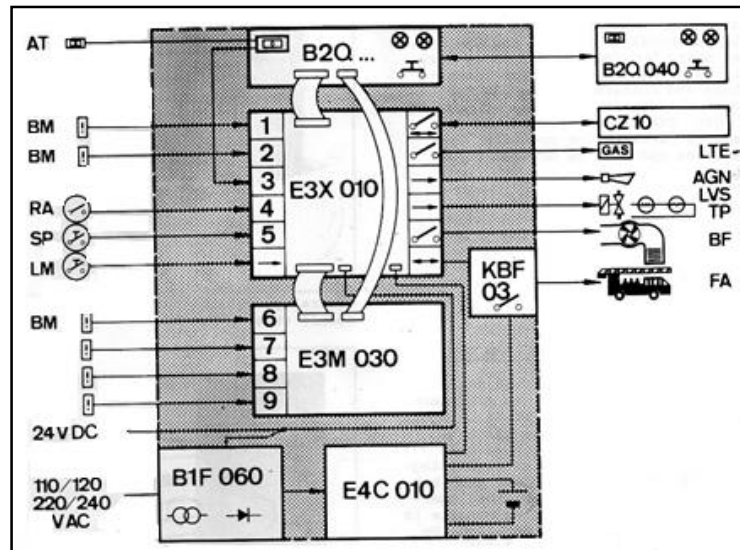 AT
B2Q ...
B2Q 040
BM
1
CZ 10
BM
2
GAS
LTE
3
E3X 010
AGN
RA
4
LVS
TP
SP
5
BF
LM
KBF
03
FA
BM
6
7
E3M 030
8
9
24 V DC
B1F 060
E4C 010
110/120
220/240
V AC